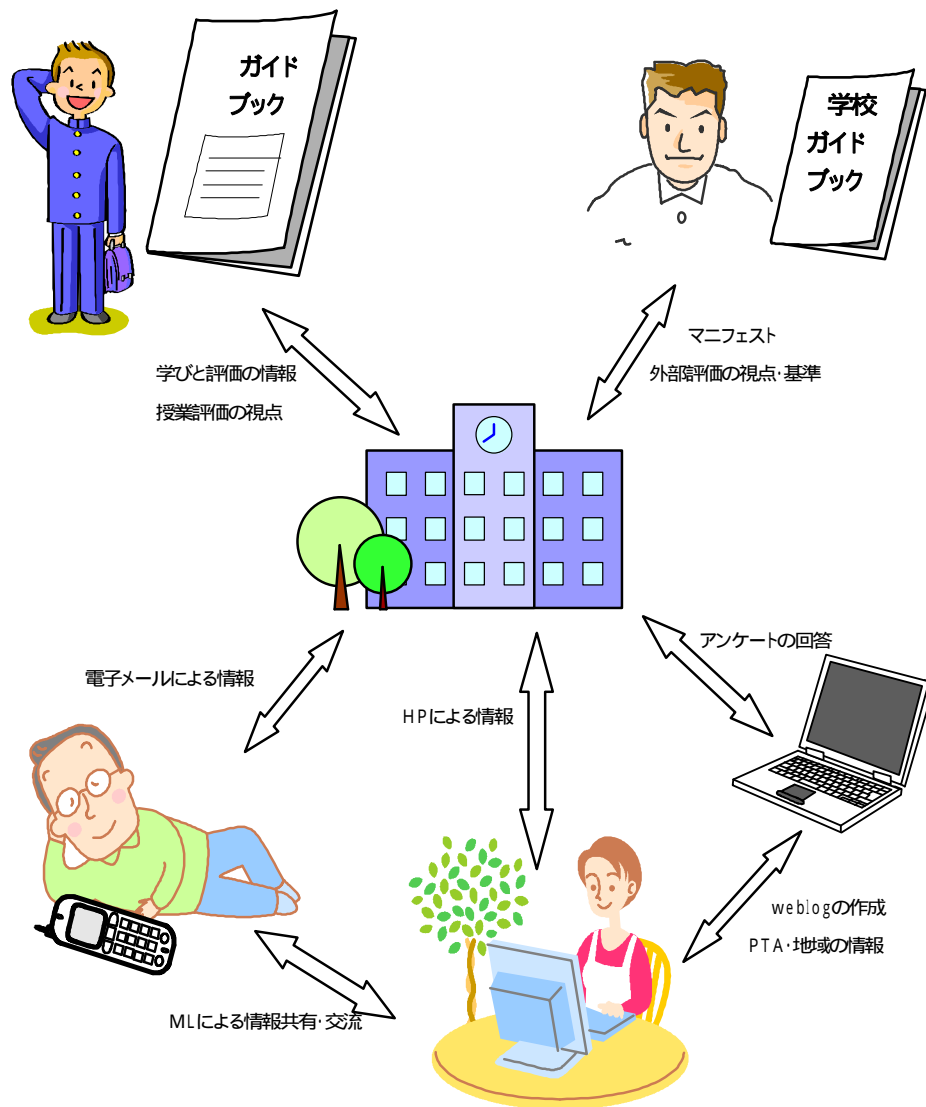 ガイド
ブック
学校
ガイド
ブック
マニフェスト
外部評価の視点・基準
学びと評価の情報
授業評価の視点
アンケートの回答
電子メールによる情報
HPによる情報
weblogの作成
PTA・地域の情報
MLによる情報共有・交流